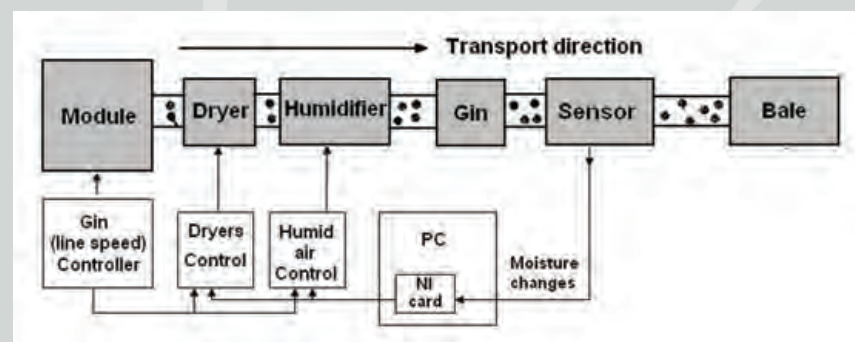 Transport direction
Module
Dryer
Humidifier
Gin
Sensor
Bale
Gin
(line speed)
Controller
Dryers
Control
Humid
air
Control
PC
NI
card
Moisture
changes